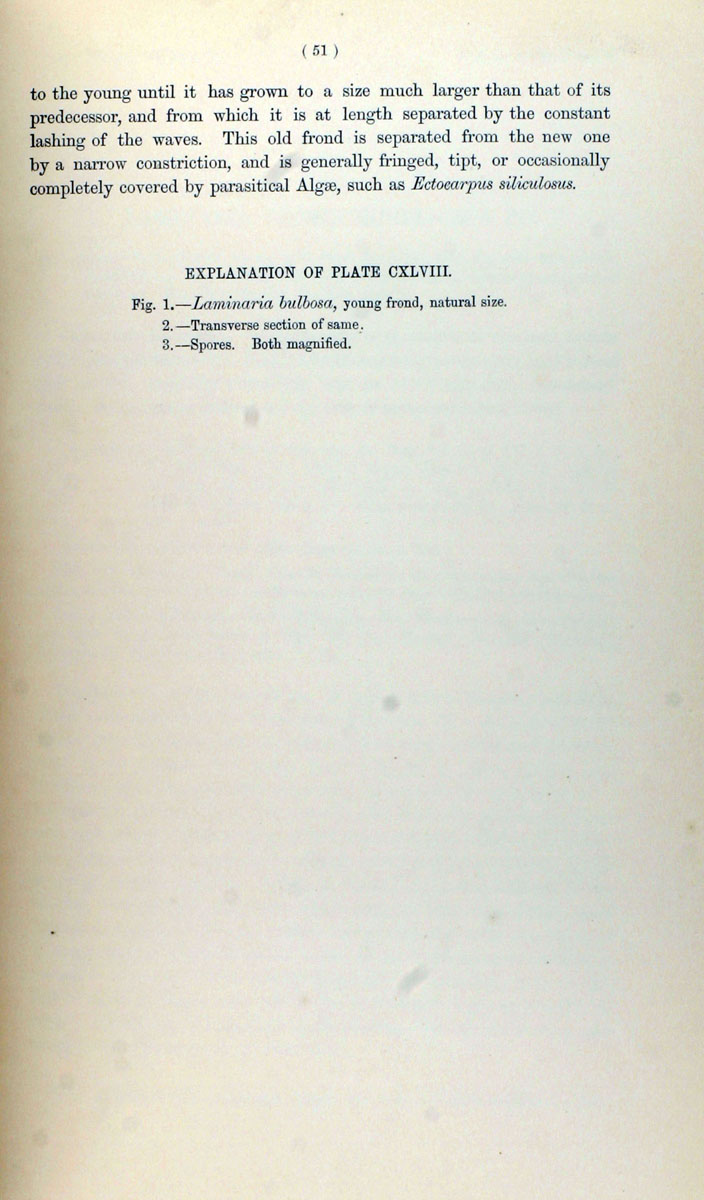 ( 51 )
to the young until it has grown to a size much larger than that of its
predecessor, and from which it is at length separated by the constant
lashing of the waves. This old frond is separated from the new one
by a narrow constriction, and is generally fringed, tipt, or occasionally
completely covered by parasitical Algæ, such as Ectocarpus siliculosus.
EXPLANATION OF PLATE CXLVIII.
Fig. 1.—Laminaria bulbosa, young frond, natural size.
2.—Transverse section of same.
3.—Spores. Both magnified.